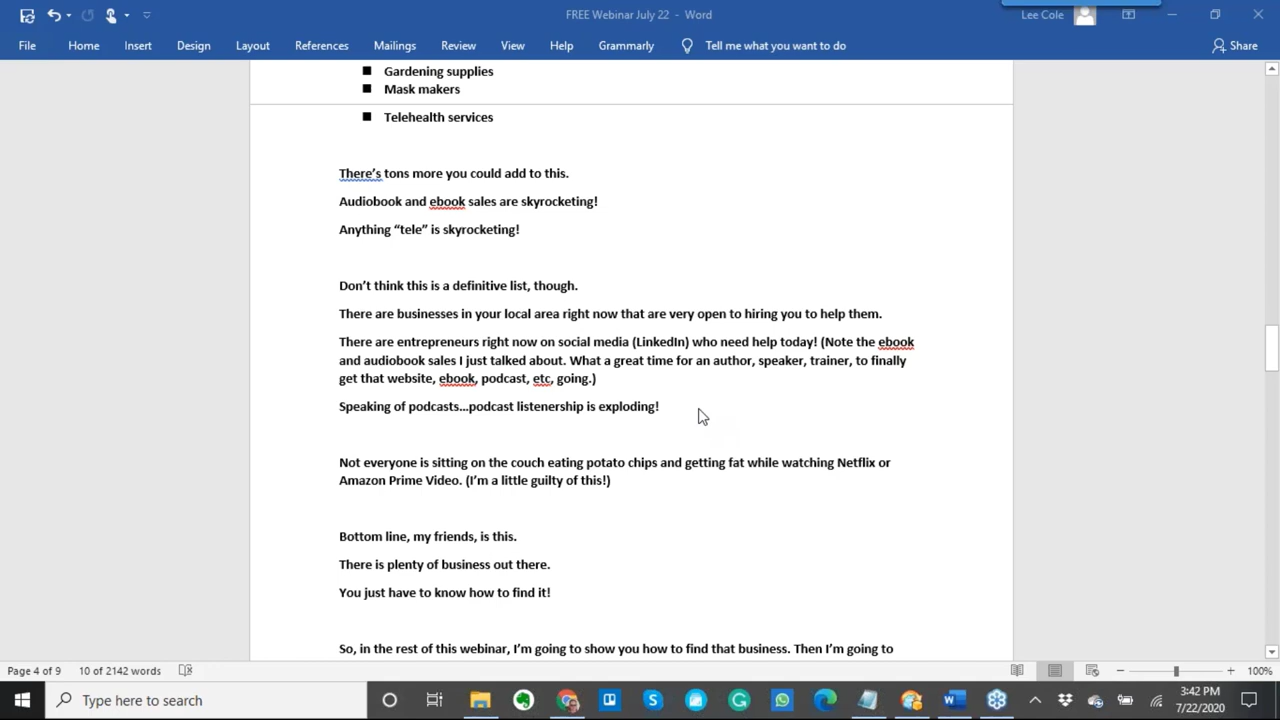 FREE Webinar July 22 - Word
Lee Cole
File Home Insert Design Layout References Mailings Review View Help Grammarly Tell me what you want to do Share
■ Gardening supplies
■ Mask makers
■ Telehealth services
There’s tons more you could add to this.
Audiobook and ebook sales are skyrocketing!
Anything “tele” is skyrocketing!
Don’t think this is a definitive list, though.
There are businesses in your local area right now that are very open to hiring you to help them.
There are entrepreneurs right now on social media (LinkedIn) who need help today! (Note the ebook
and audiobook sales I just talked about. What a great time for an author, speaker, trainer, to finally
get that website, ebook, podcast, etc, going.)
Speaking of podcasts…podcast listenership is exploding!
Not everyone is sitting on the couch eating potato chips and getting fat while watching Netflix or
Amazon Prime Video. (I’m a little guilty of this!)
Bottom line, my friends, is this.
There is plenty of business out there.
You just have to know how to find it!
So, in the rest of this webinar, I’m going to show you how to find that business. Then I’m going to
Page 4 of 9 10 of 2142 words 100%
Type here to search
3:42 PM
7/22/2020